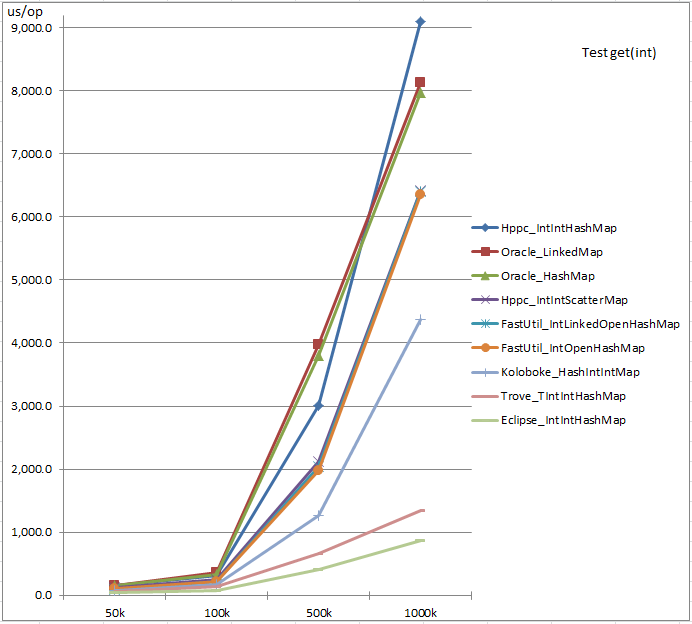 us/op
9,000.0
8,000.0
7,000.0
6,000.0
5,000.0
4,000.0
3,000.0
2,000.0
1,000.0
0.0
50k 100k 500k 1000k
Test get(int)
Hppc_IntIntHashMap
Oracle_LinkedMap
Oracle_HashMap
Hppc_IntIntScatterMap
FastUtil_IntLinkedOpenHashMap
FastUtil_IntOpenHashMap
Koloboke_HashIntIntMap
Trove_TIntIntHashMap
Eclipse_IntIntHashMap